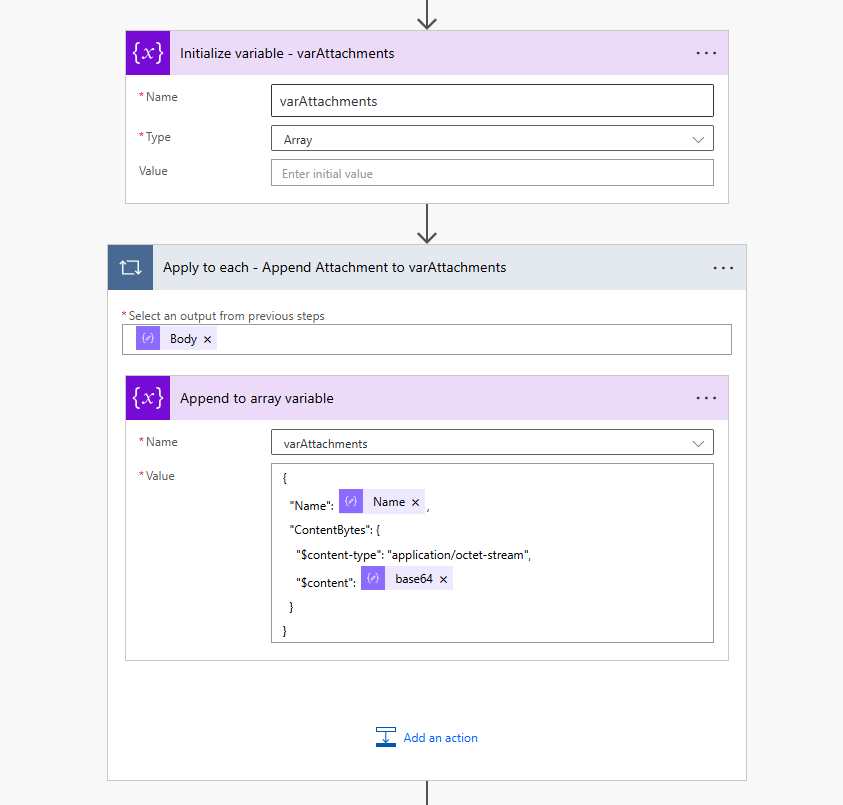 {x} Initialize variable - varAttachments ...
* Name varAttachments
* Type Array
Value Enter initial value
Apply to each - Append Attachment to varAttachments ...
* Select an output from previous steps
Body ×
{x} Append to array variable ...
* Name varAttachments
* Value {
"Name": Name × ,
"ContentBytes": {
"$content-type": "application/octet-stream",
"$content": base64 ×
}
}
Add an action